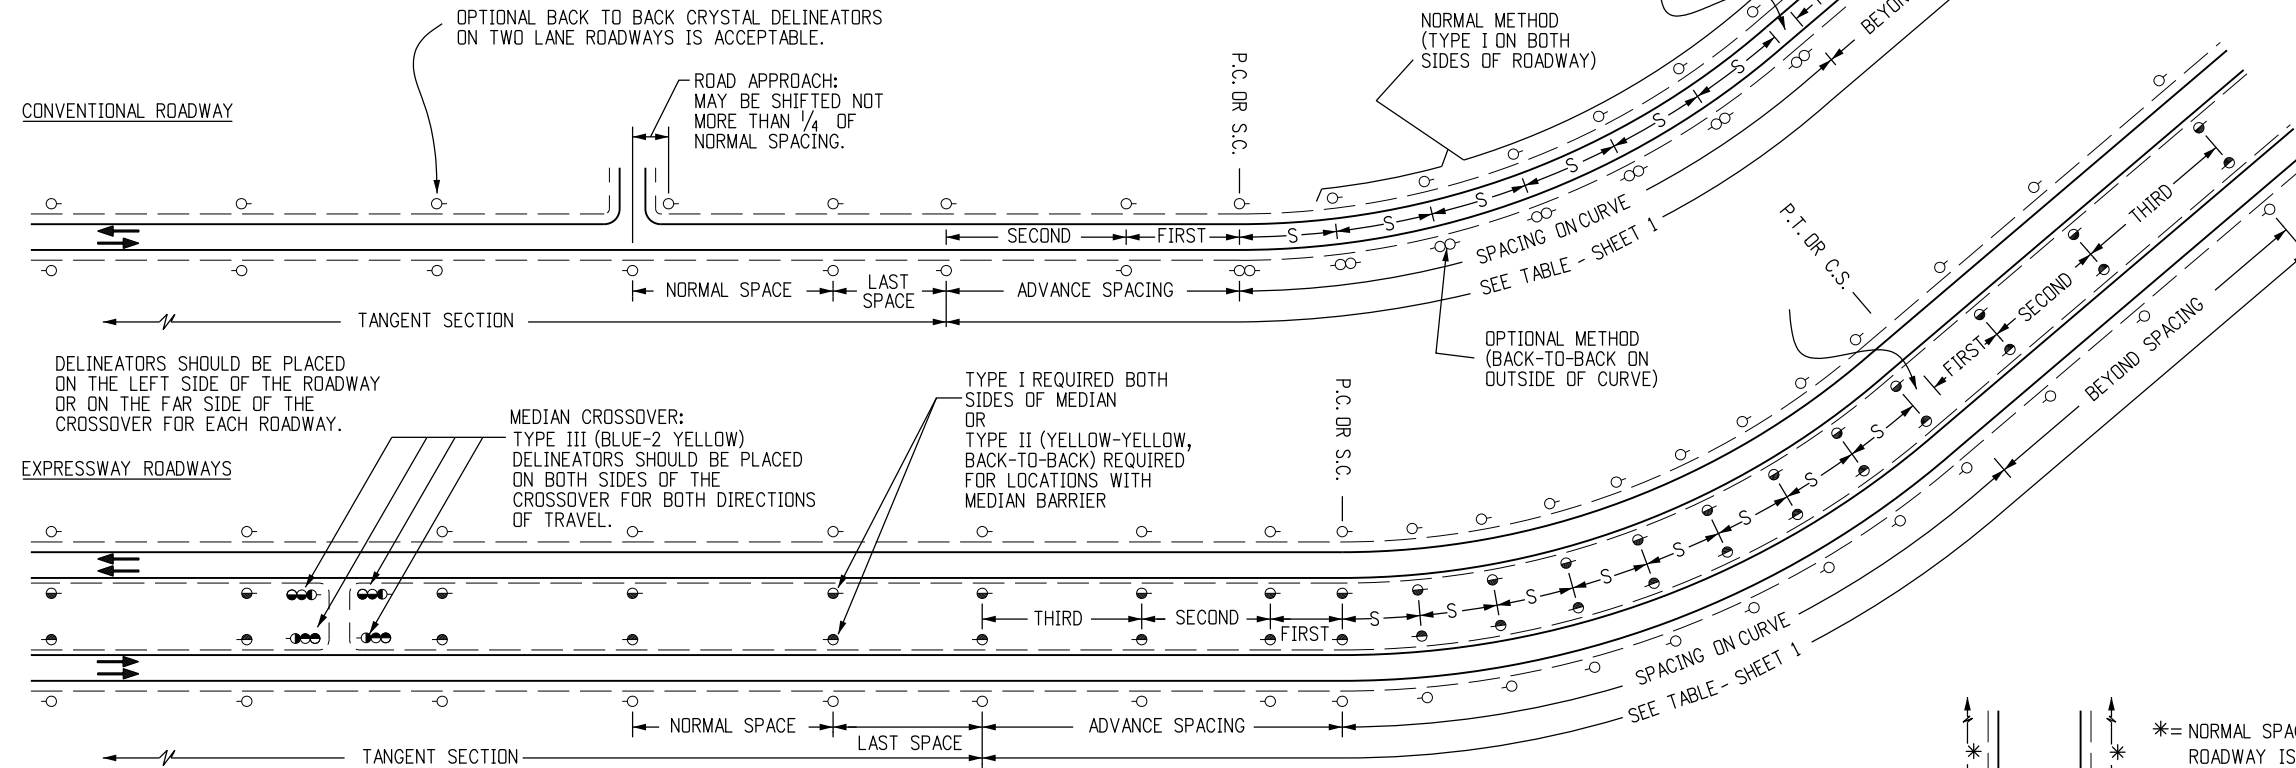 OPTIONAL BACK TO BACK CRYSTAL DELINEATORS
ON TWO LANE ROADWAYS IS ACCEPTABLE.
CONVENTIONAL ROADWAY
ROAD APPROACH:
MAY BE SHIFTED NOT
MORE THAN 1/4 OF
NORMAL SPACING.
P.C. OR S.C.
NORMAL METHOD
(TYPE I ON BOTH
SIDES OF ROADWAY)
S
S
S
S
S
S
S
SECOND
FIRST
NORMAL SPACE
LAST
SPACE
ADVANCE SPACING
SPACING ON CURVE
SEE TABLE - SHEET 1
TANGENT SECTION
OPTIONAL METHOD
(BACK-TO-BACK ON
OUTSIDE OF CURVE)
DELINEATORS SHOULD BE PLACED
ON THE LEFT SIDE OF THE ROADWAY
OR ON THE FAR SIDE OF THE
CROSSOVER FOR EACH ROADWAY.
EXPRESSWAY ROADWAYS
MEDIAN CROSSOVER:
TYPE III (BLUE-2 YELLOW)
DELINEATORS SHOULD BE PLACED
ON BOTH SIDES OF THE
CROSSOVER FOR BOTH DIRECTIONS
OF TRAVEL.
TYPE I REQUIRED BOTH
SIDES OF MEDIAN
OR
TYPE II (YELLOW-YELLOW,
BACK-TO-BACK) REQUIRED
FOR LOCATIONS WITH
MEDIAN BARRIER
P.C. OR S.C.
P.T. OR C.S.
THIRD
SECOND
FIRST
S
S
S
S
S
S
S
S
FIRST
SECOND
THIRD
BEYOND SPACING
NORMAL SPACE
LAST SPACE
ADVANCE SPACING
SPACING ON CURVE
SEE TABLE - SHEET 1
TANGENT SECTION
*
*
*= NORMAL
ROADWAY IS